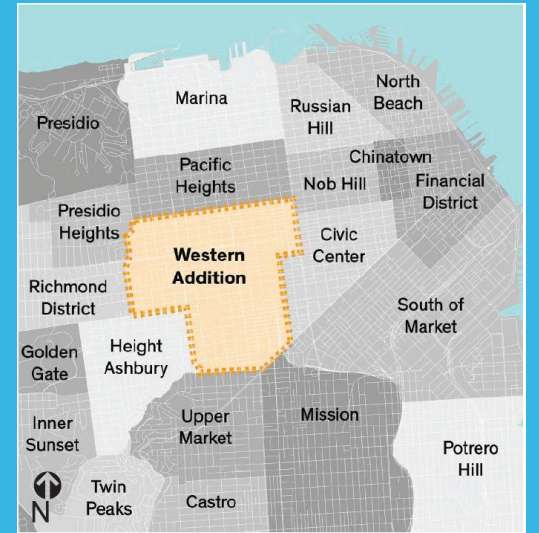 North
Beach
Marina
Russian
Hill
Presidio
Chinatown
Pacific
Heights
Nob Hill
Financial
District
Presidio
Heights
Civic
Center
Western
Addition
Richmond
District
South of
Market
Height
Ashbury
Golden
Gate
Upper
Market
Mission
Inner
Sunset
Potrero
Hill
Twin
Peaks
Castro
N